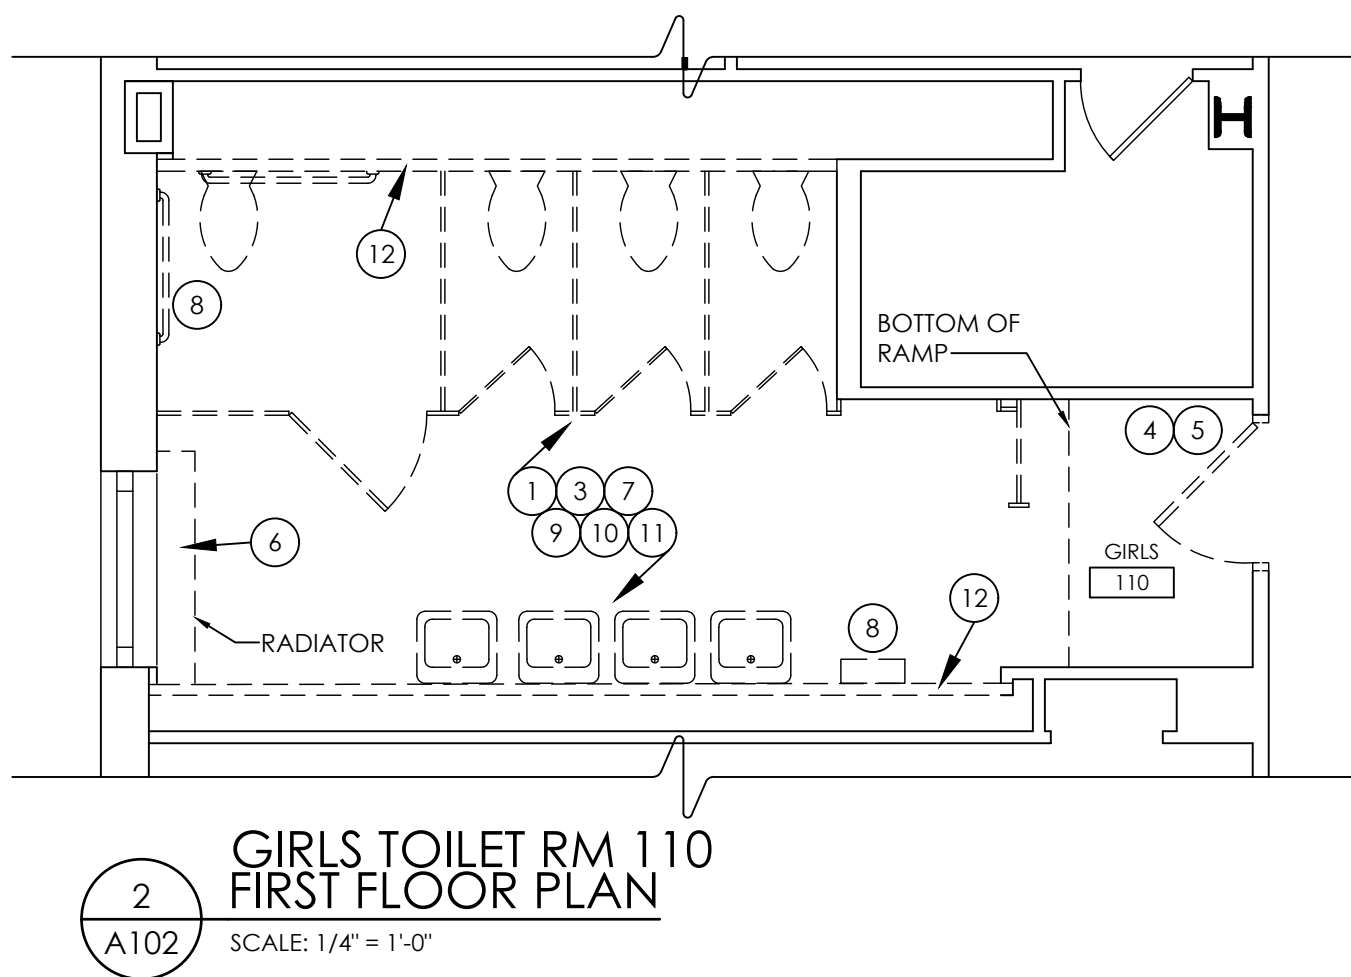 12
8
BOTTOM OF
RAMP
4 5
1 3 7
9 10 11
6
GIRLS
110
12
8
RADIATOR
GIRLS TOILET RM 110
FIRST FLOOR PLAN
2
A102
SCALE: 1/4" = 1'-0"